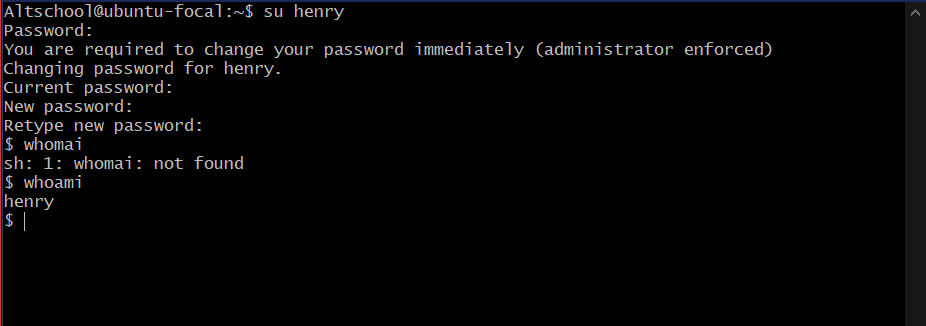 Altschool@ubuntu-focal:~$ su henry
Password:
You are required to change your password immediately (administrator enforced)
Changing password for henry.
Current password:
New password:
Retype new password:
$ whomai
sh: 1: whomai: not found
$ whoami
henry
$